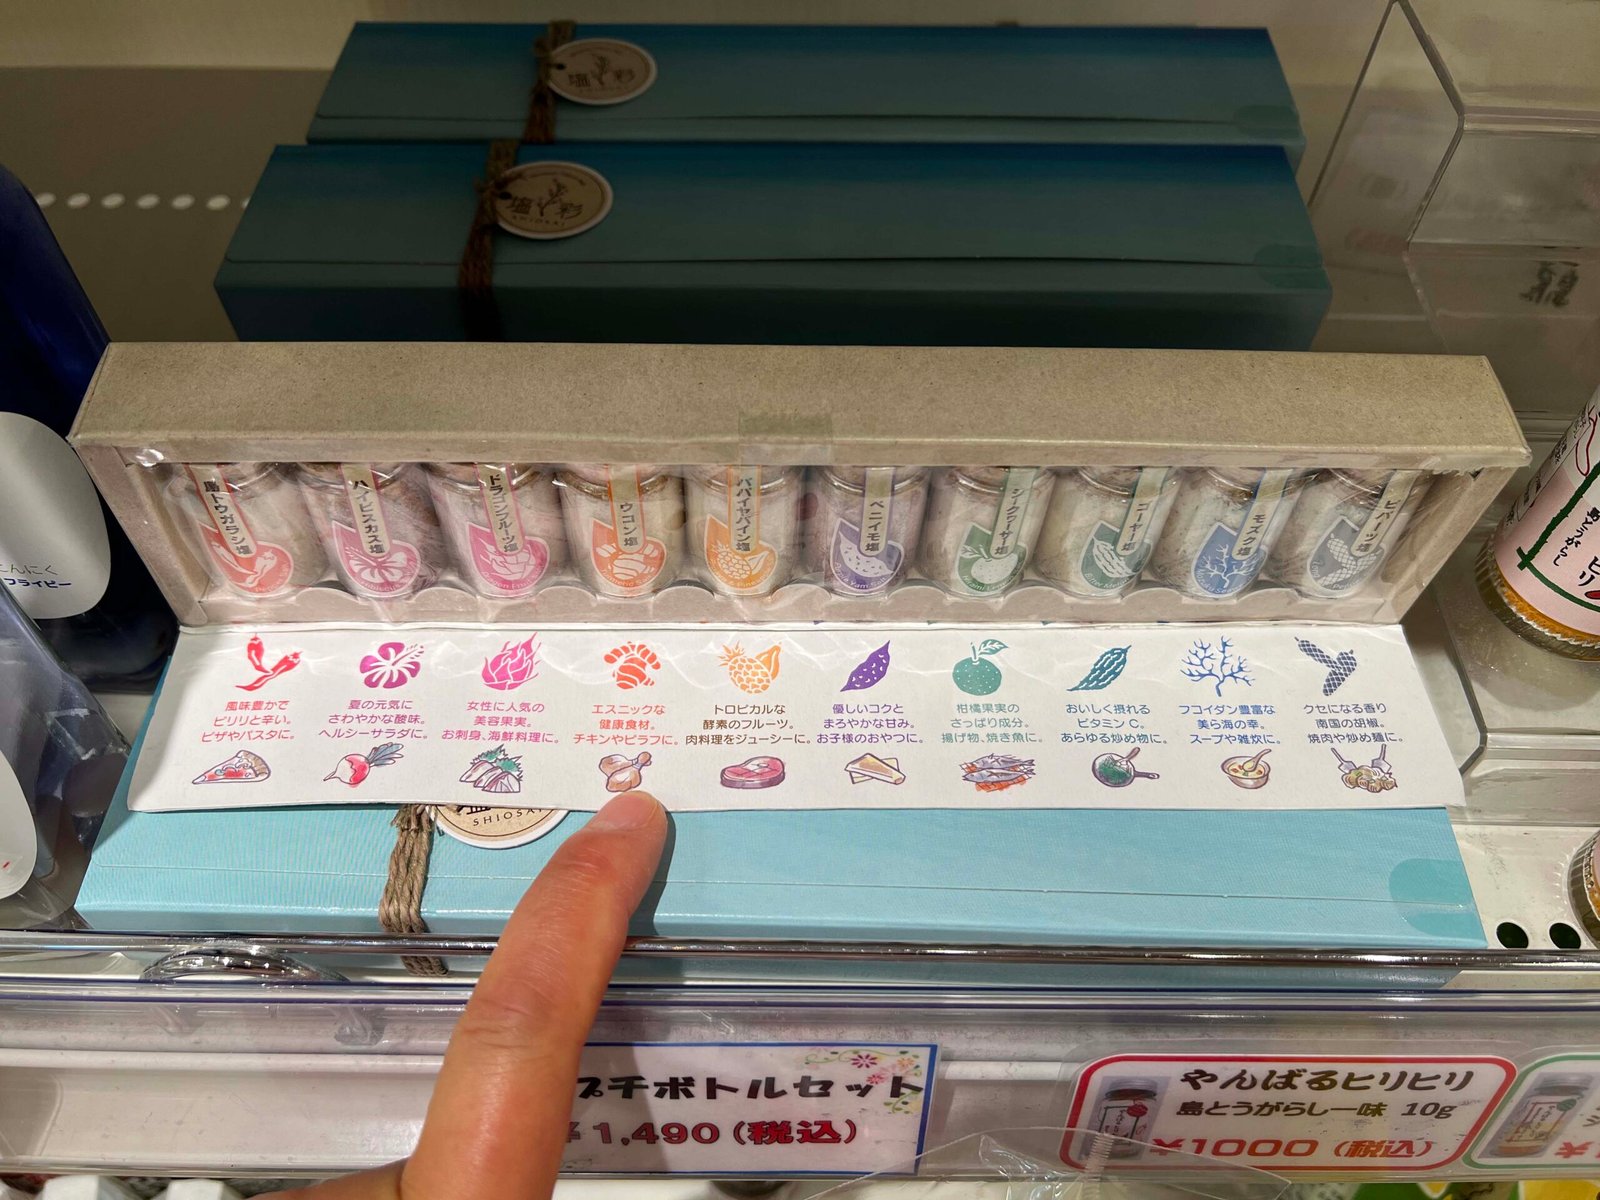 塩彩
SHIOSAI
塩彩
SHIOSAI
島トウガラシ塩
ハイビスカス塩
ドラゴンフルーツ塩
ウコン塩
パパイヤパイン塩
ベニイモ塩
シークヮーサー塩
ゴーヤー塩
モズク塩
ヒバーツ塩
風味豊かで
ピリリと辛い。
ピザやパスタに。
夏の元気に
さわやかな酸味。
ヘルシーサラダに。
女性に人気の
美容果実。
お刺身、海鮮料理に。
エスニックな
健康食材。
チキンやピラフに。
トロピカルな
酵素のフルーツ。
肉料理をジューシーに。
優しいコクと
まろやかな甘み。
お子様のおやつに。
柑橘果実の
さっぱり成分。
揚げ物、焼き魚に。
おいしく摂れる
ビタミンC。
あらゆる炒め物に。
フコイダン豊富な
美ら海の幸。
スープや雑炊に。
クセになる香り
南国の胡椒。
焼肉や炒め麺に。
SHIOSAI
んにく
フライピー
プチボトルセット
¥1,490(税込)
やんばるヒリヒリ
島とうがらし一味 10g
¥1000(税込)